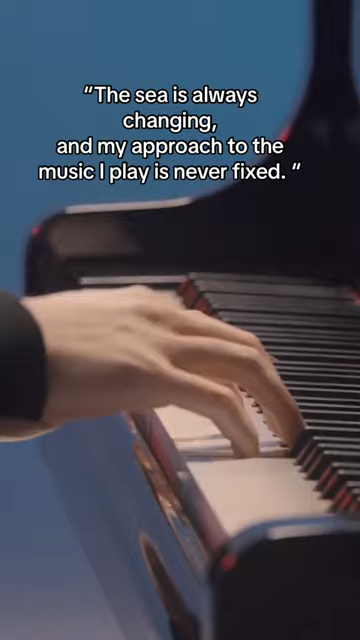 “The sea is always
changing,
and my approach to the
music I play is never fixed. “